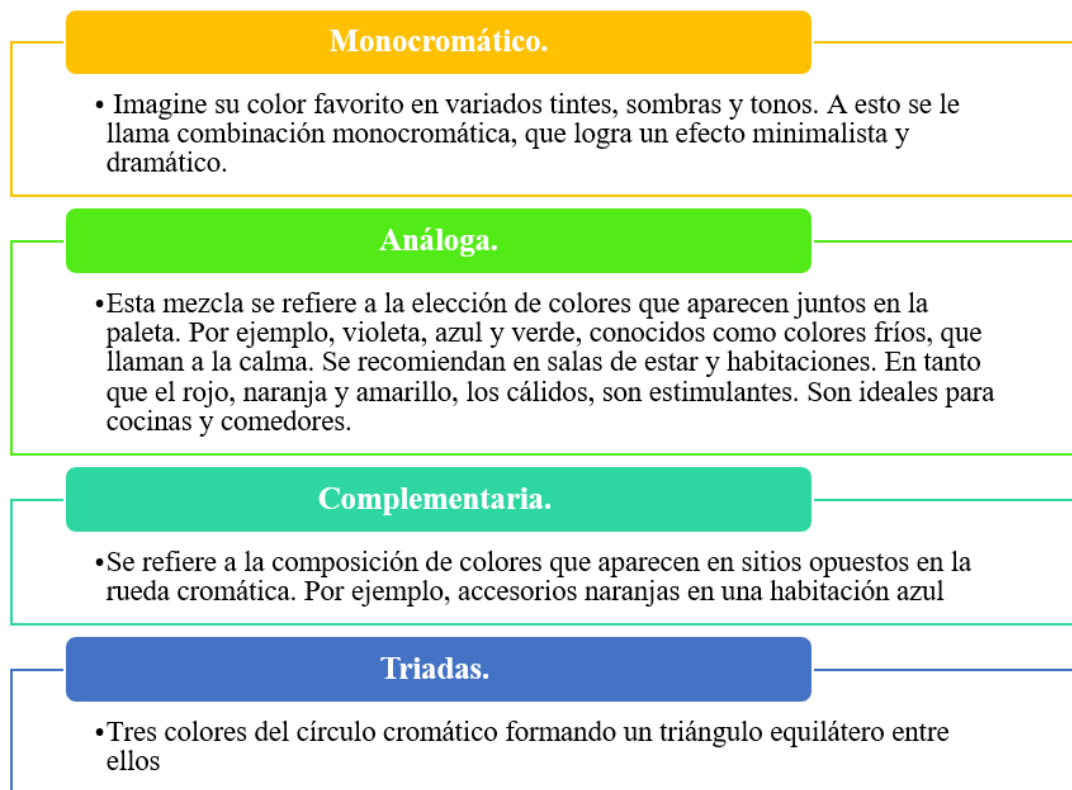 Monocromático.
• Imagine su color favorito en variados tintes, sombras y tonos. A esto se le
llama combinación monocromática, que logra un efecto minimalista y
dramático.
Análoga.
•Esta mezcla se refiere a la elección de colores que aparecen juntos en la
paleta. Por ejemplo, violeta, azul y verde, conocidos como colores fríos, que
llaman a la calma. Se recomiendan en salas de estar y habitaciones. En tanto
que el rojo, naranja y amarillo, los cálidos, son estimulantes. Son ideales para
cocinas y comedores.
Complementaria.
•Se refiere a la composición de colores que aparecen en sitios opuestos en la
rueda cromática. Por ejemplo, accesorios naranjas en una habitación azul
Triadas.
•Tres colores del círculo cromático formando un triángulo equilátero entre
ellos